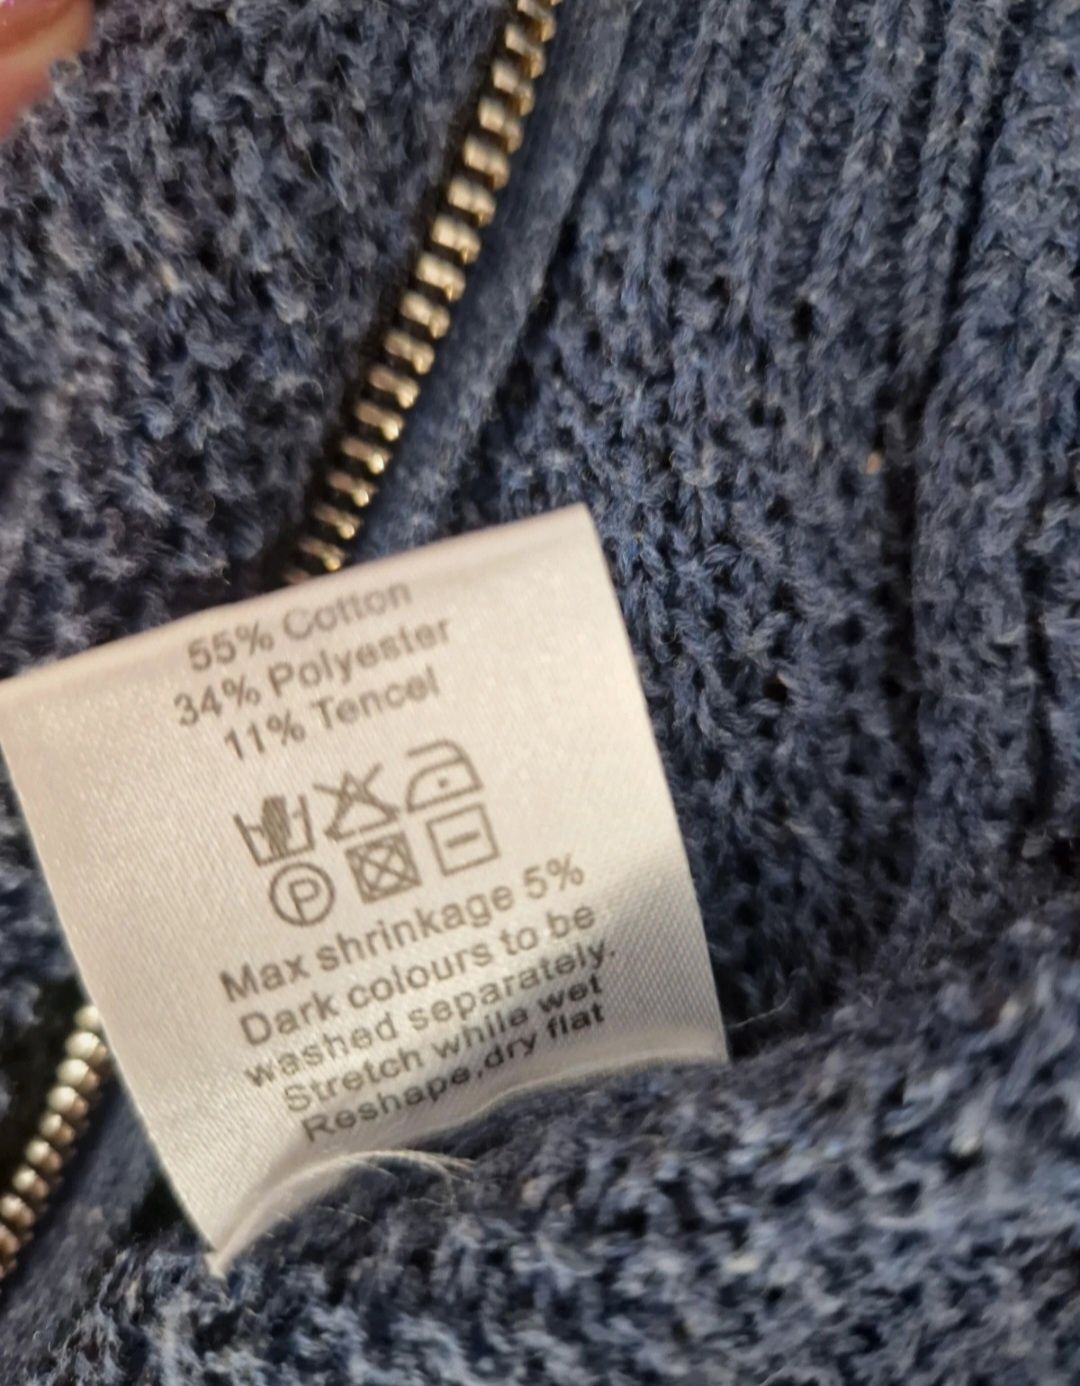 55% Cotton
34% Polyester
11% Tencel
P
Max shrinkage 5%
Dark colours to be
washed separately.
Stretch while wet
Reshape,dry flat